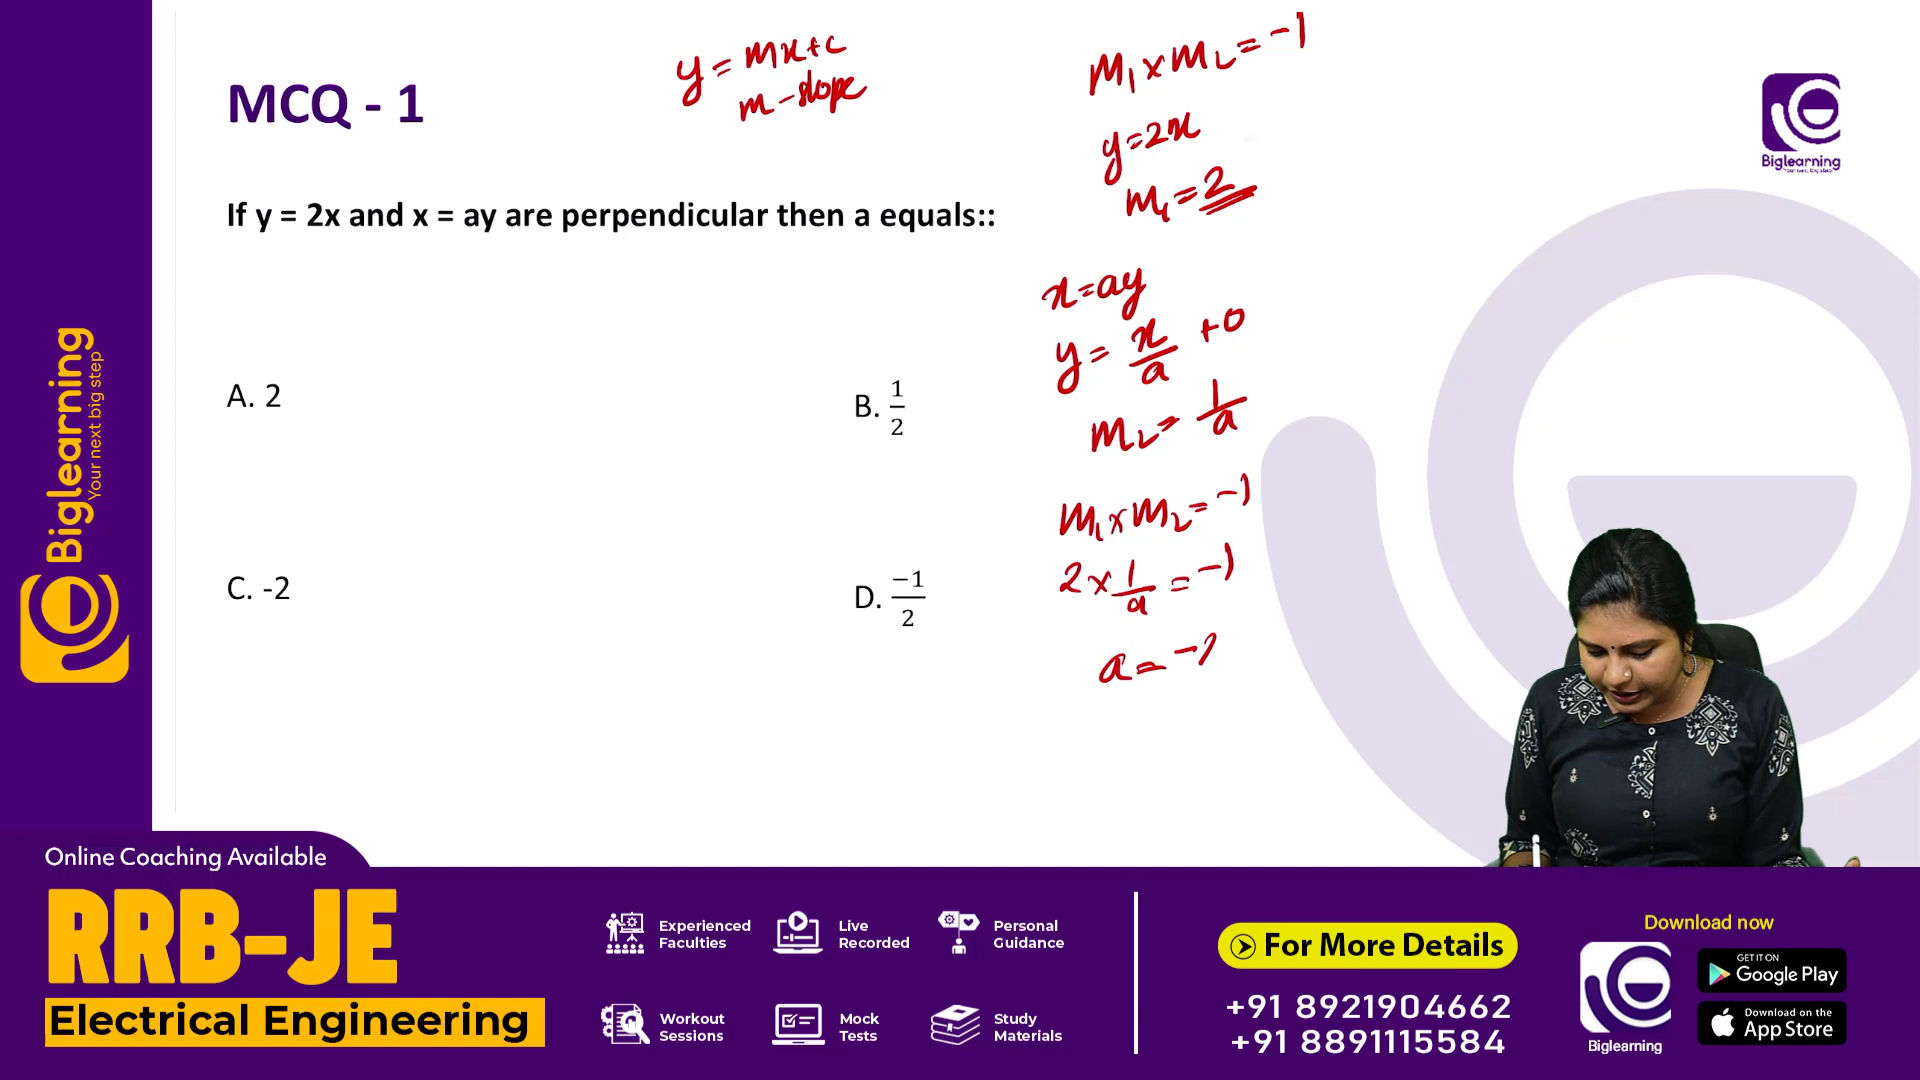 y = mx+c
m - slope
MCQ - 1
If y = 2x and x = ay are perpendicular then a equals::
A. 2
B. 1/2
C. -2
D. −1/2
m₁ x m₂ = -1
y=2x
m₁ = 2
x=ay
y = x/a +0
m₂ = 1/a
m₁ x m₂ = -1
2 x 1/a = -1
a = -2
Biglearning
Your next big step
Biglearning
Your next big step
Online Coaching Available
RRB-JE
Electrical Engineering
Experienced
Faculties
Live
Recorded
Personal
Guidance
Workout
Sessions
Mock
Tests
Study
Materials
For More Details
+91 8921904662
+91 8891115584
Download now
Biglearning
GET IT ON
Google Play
Download on the
App Store